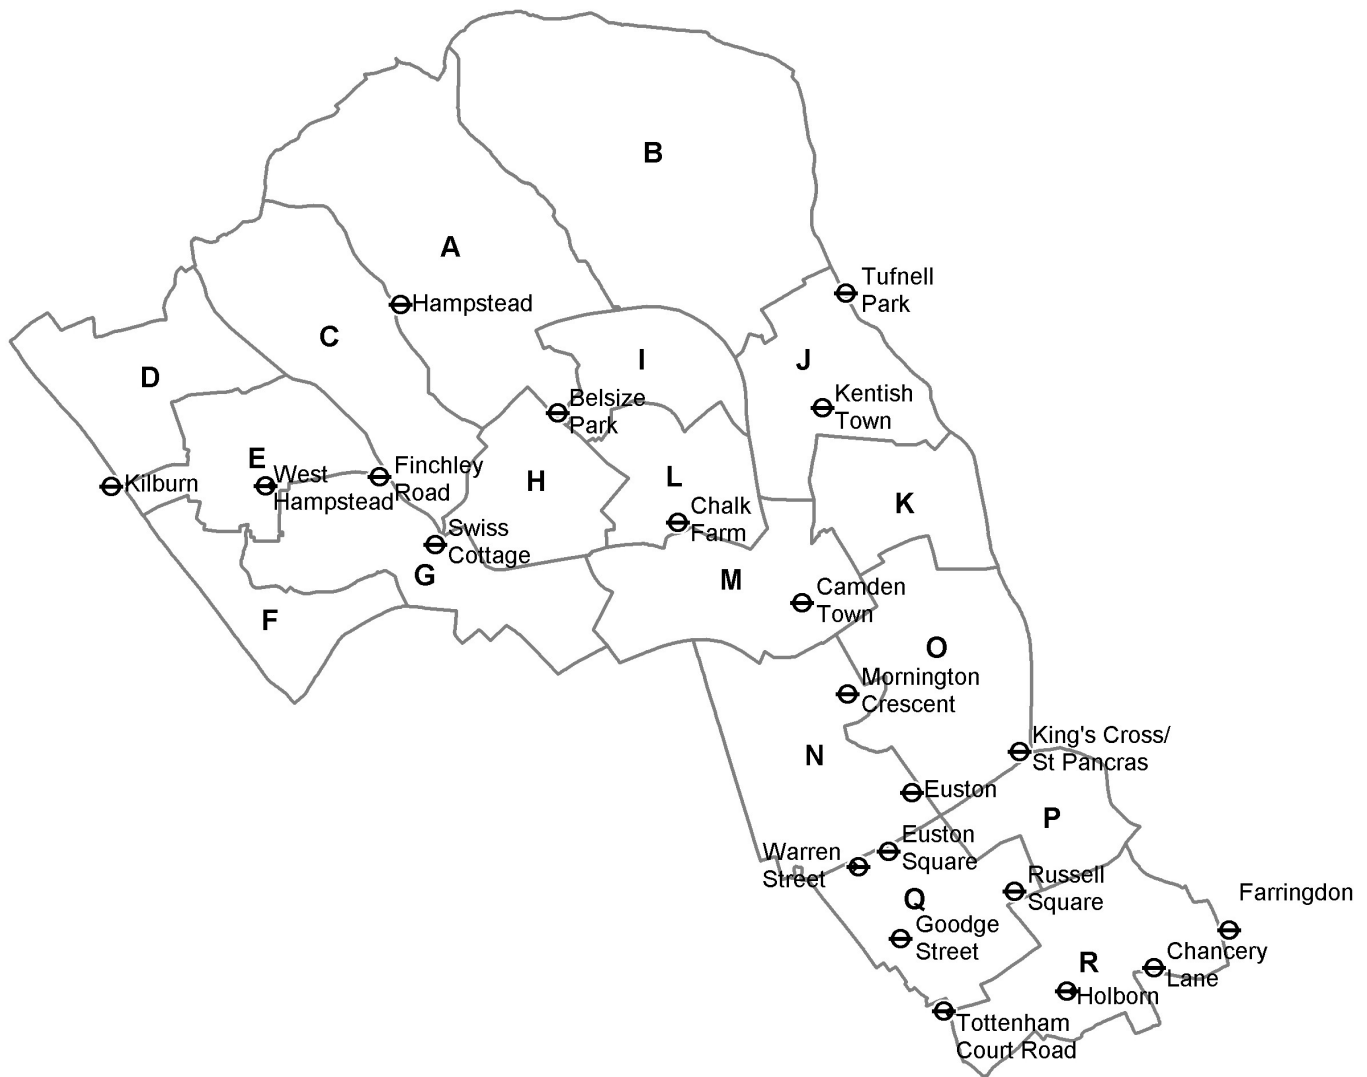 B
A
Tufnell
Park
Hampstead
C
I
J
D
Kentish
Town
Belsize
Park
E
West
Hampstead
Finchley
Road
Kilburn
H
L
K
Chalk
Farm
Swiss
Cottage
G
M
Camden
Town
F
O
Mornington
Crescent
King's Cross/
St Pancras
N
Euston
P
Euston
Square
Warren
Street
Russell
Square
Farringdon
Q
Goodge
Street
R
Chancery
Lane
Holborn
Tottenham
Court Road